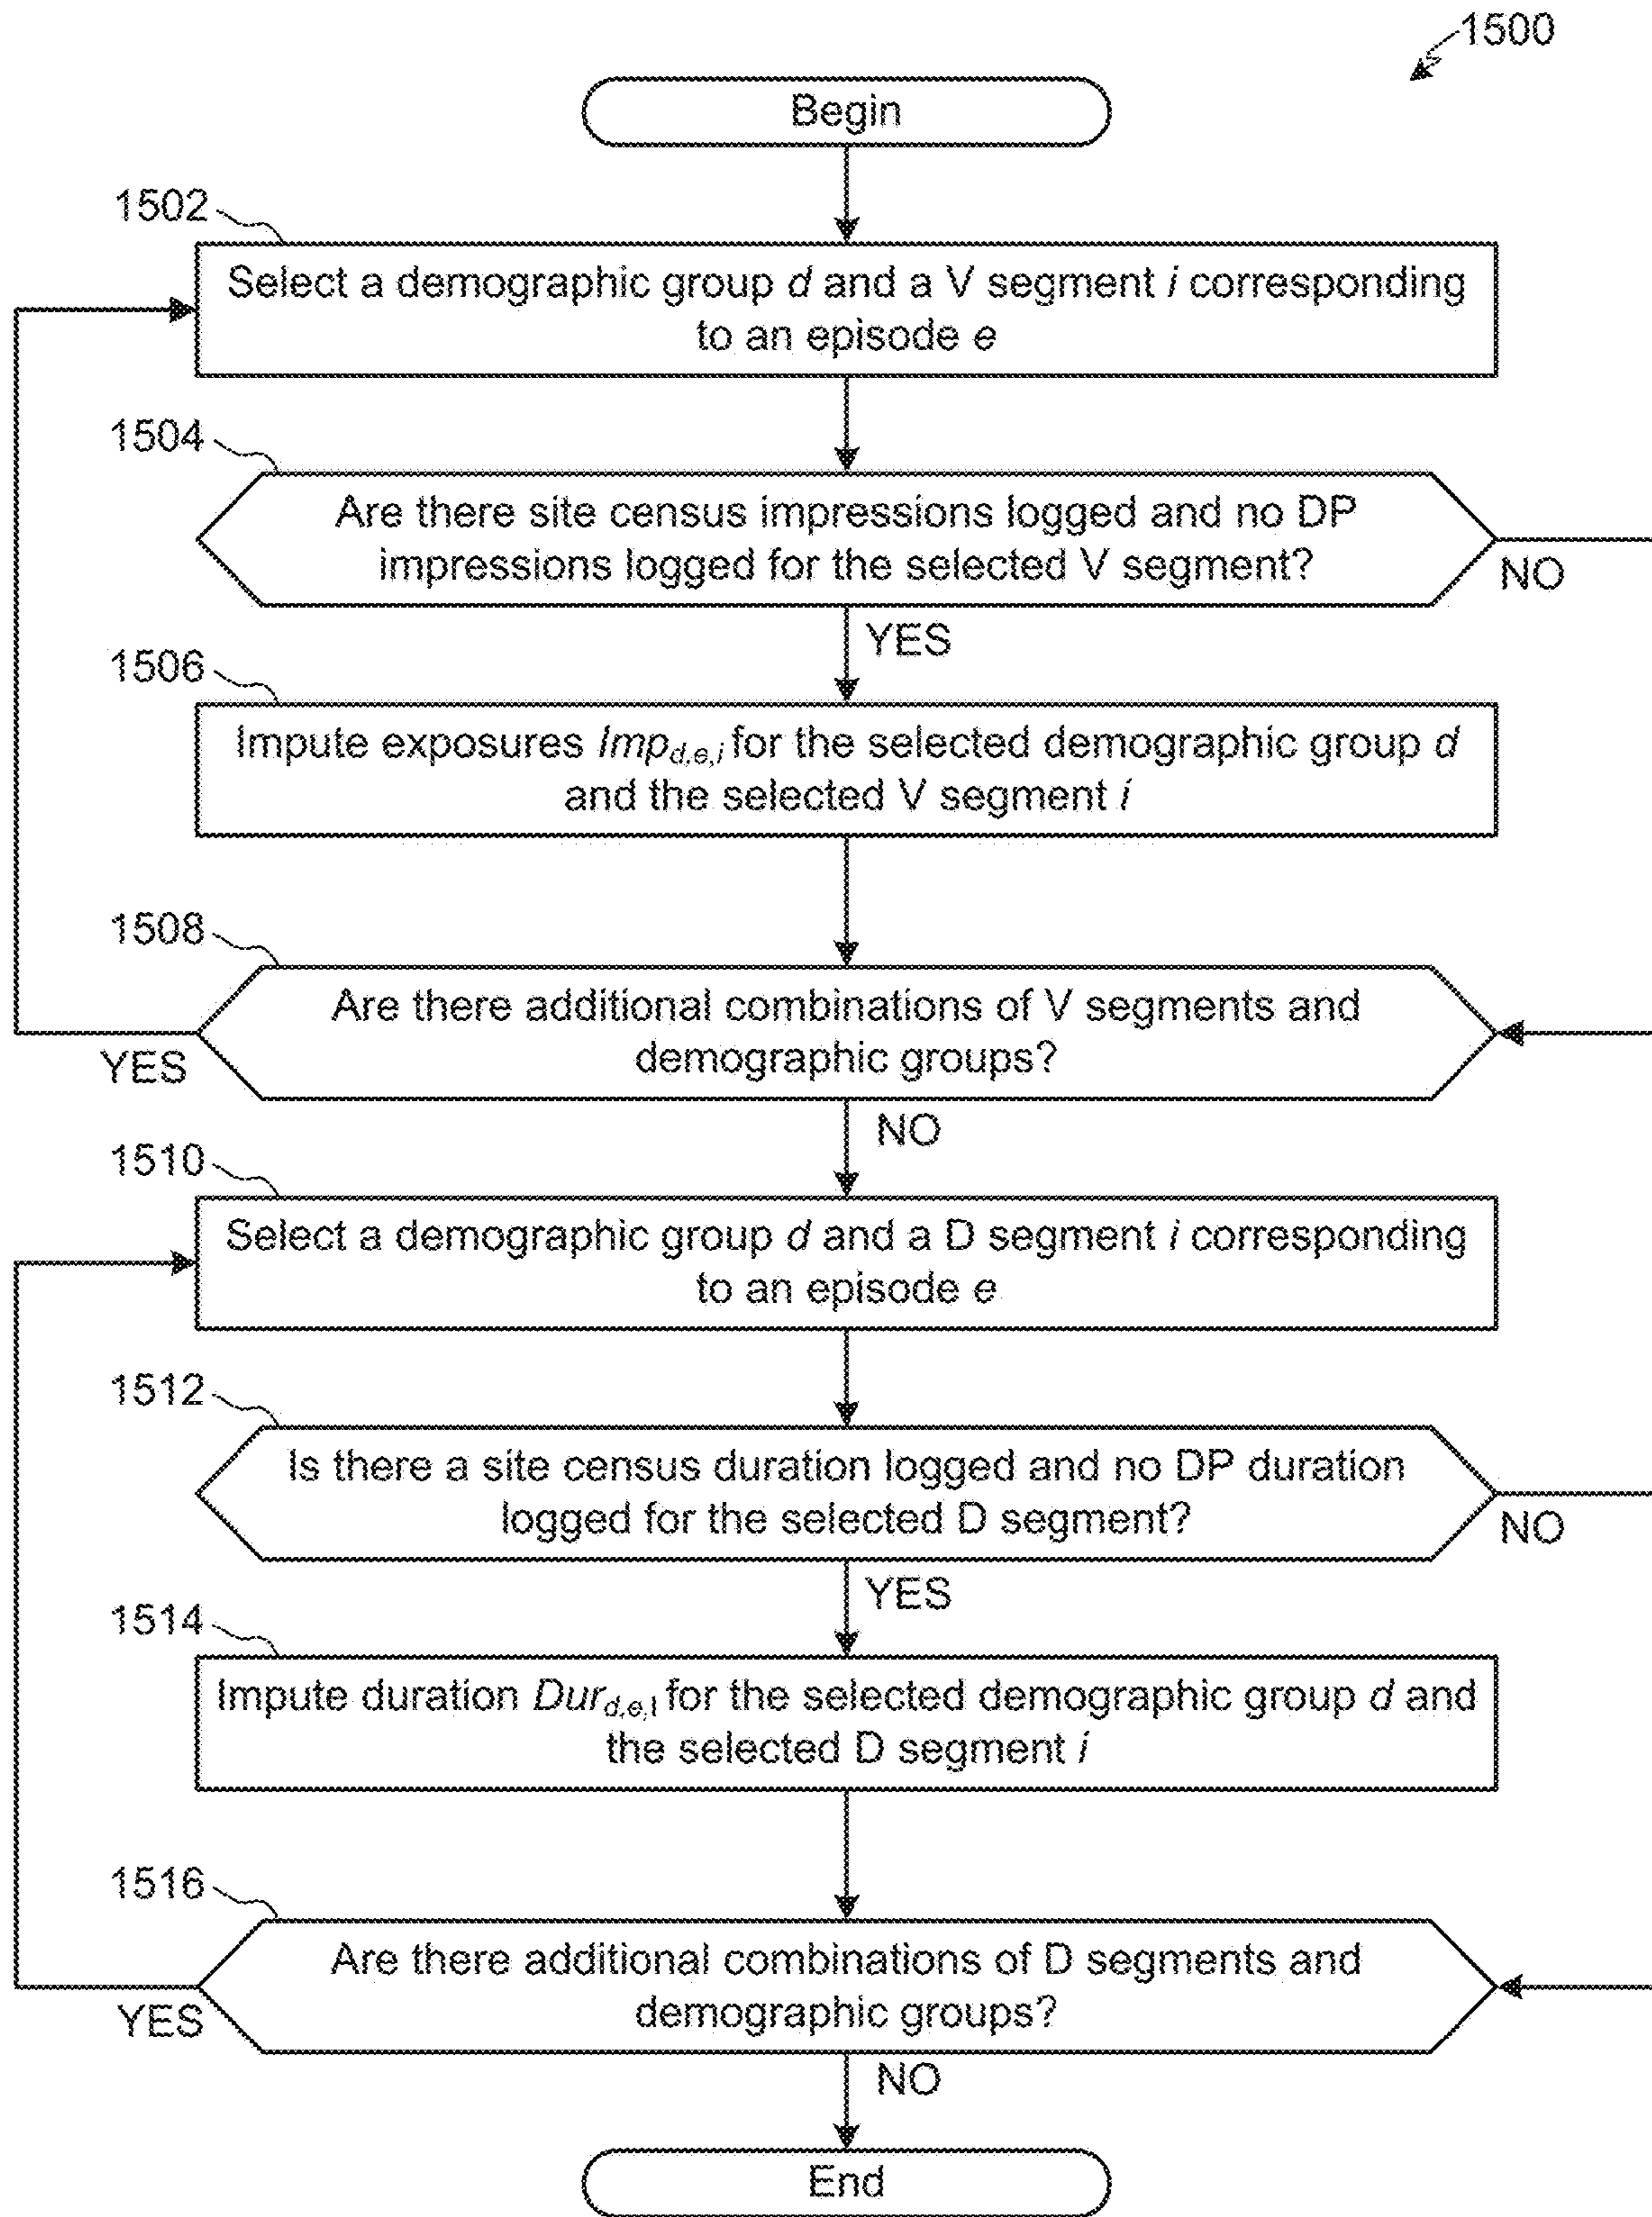 1500
Begin
1502
Select a demographic group d and a V segment i corresponding
to an episode e
1504
Are there site census impressions logged and no DP
impressions logged for the selected V segment?
NO
YES
1506
Impute exposures Imp d,e,i for the selected demographic group d
and the selected V segment i
1508
Are there additional combinations of V segments and
demographic groups?
YES
NO
1510
Select a demographic group d and a D segment i corresponding
to an episode e
1512
Is there a site census duration logged and no DP duration
logged for the selected D segment?
NO
YES
1514
Impute duration Dur d,e,I for the selected demographic group d and
the selected D segment i
1516
Are there additional combinations of D segments and
demographic groups?
YES
NO
End